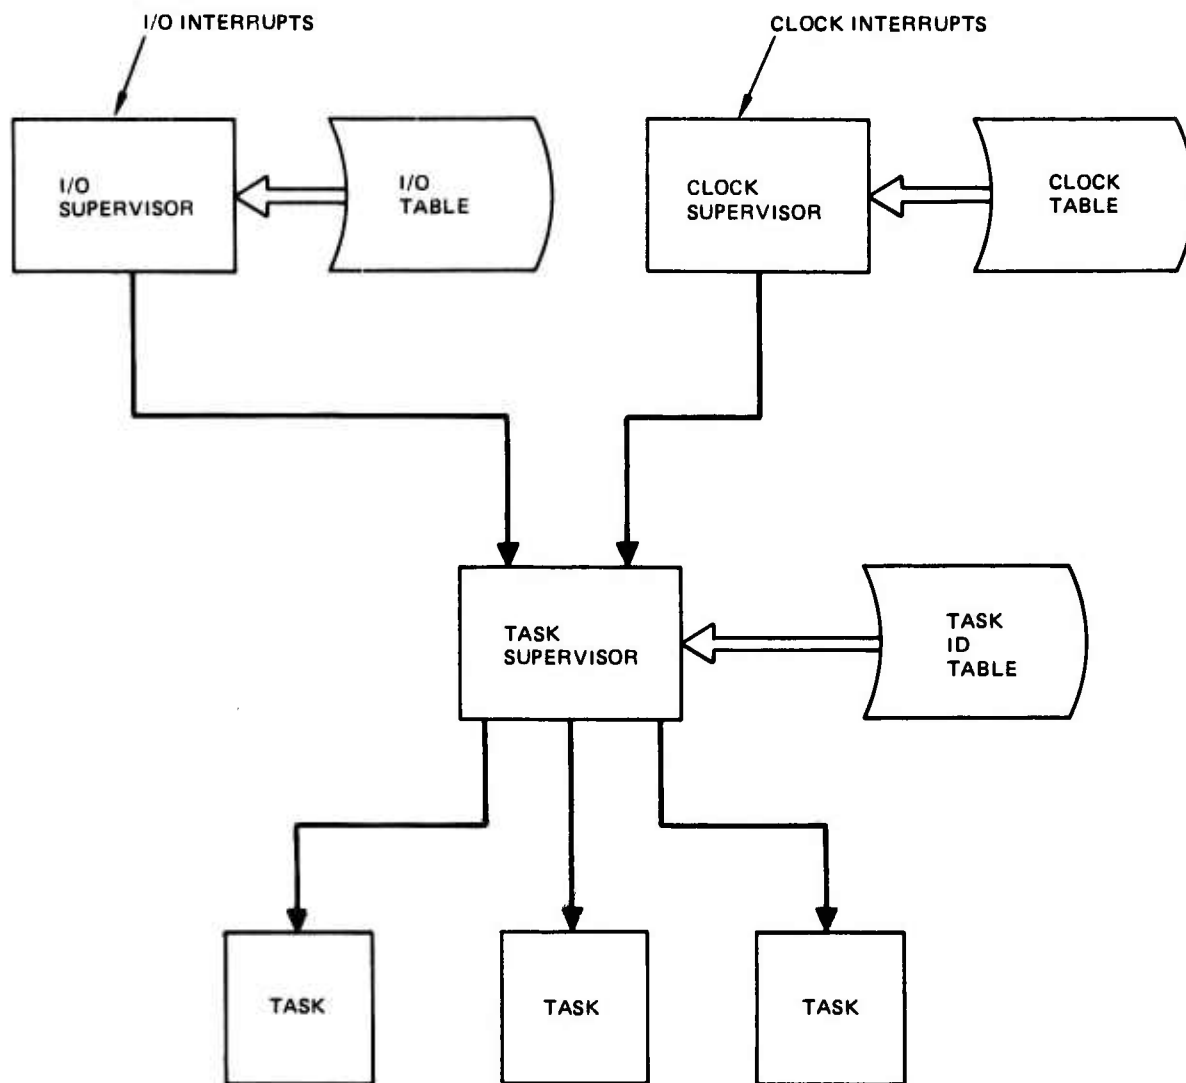 I/O INTERRUPTS
CLOCK INTERRUPTS
I/O
SUPERVISOR
I/O
TABLE
CLOCK
SUPERVISOR
CLOCK
TABLE
TASK
SUPERVISOR
TASK
ID
TABLE
TASK
TASK
TASK